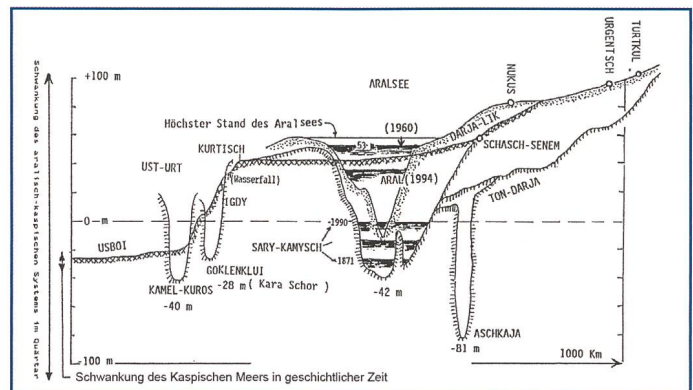 Schwankung des aralisch-kaspischen Systems im Quartär
+100 m
ARALSEE
NUKUS
URGENTSCH
TURTKUL
Höchster Stand des Aralsees
(1960)
53
DARJA-LIK
KURTISCH
SCHASCH-SENEM
UST-URT
(Wasserfall)
ARAL (1994)
TON-DARJA
IGDY
0 m
1990
USBOI
SARY-KAMYSCH
1871
GOKLENKLUI
KAMEL-KUROS
-28 m (Kara Schor)
-40 m
-42 m
ASCHKAJA
-81 m
-100 m
1000 Km
Schwankung des Kaspischen Meers in geschichtlicher Zeit